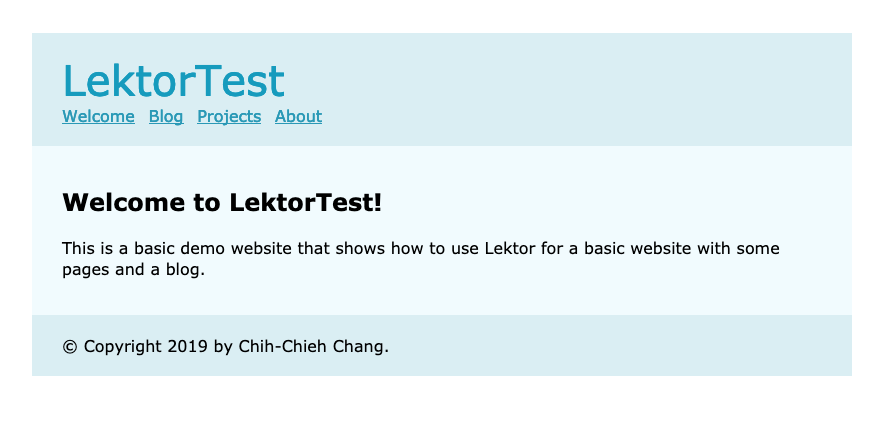 LektorTest
Welcome Blog Projects About
Welcome to LektorTest!
This is a basic demo website that shows how to use Lektor for a basic website with some
pages and a blog.
© Copyright 2019 by Chih-Chieh Chang.